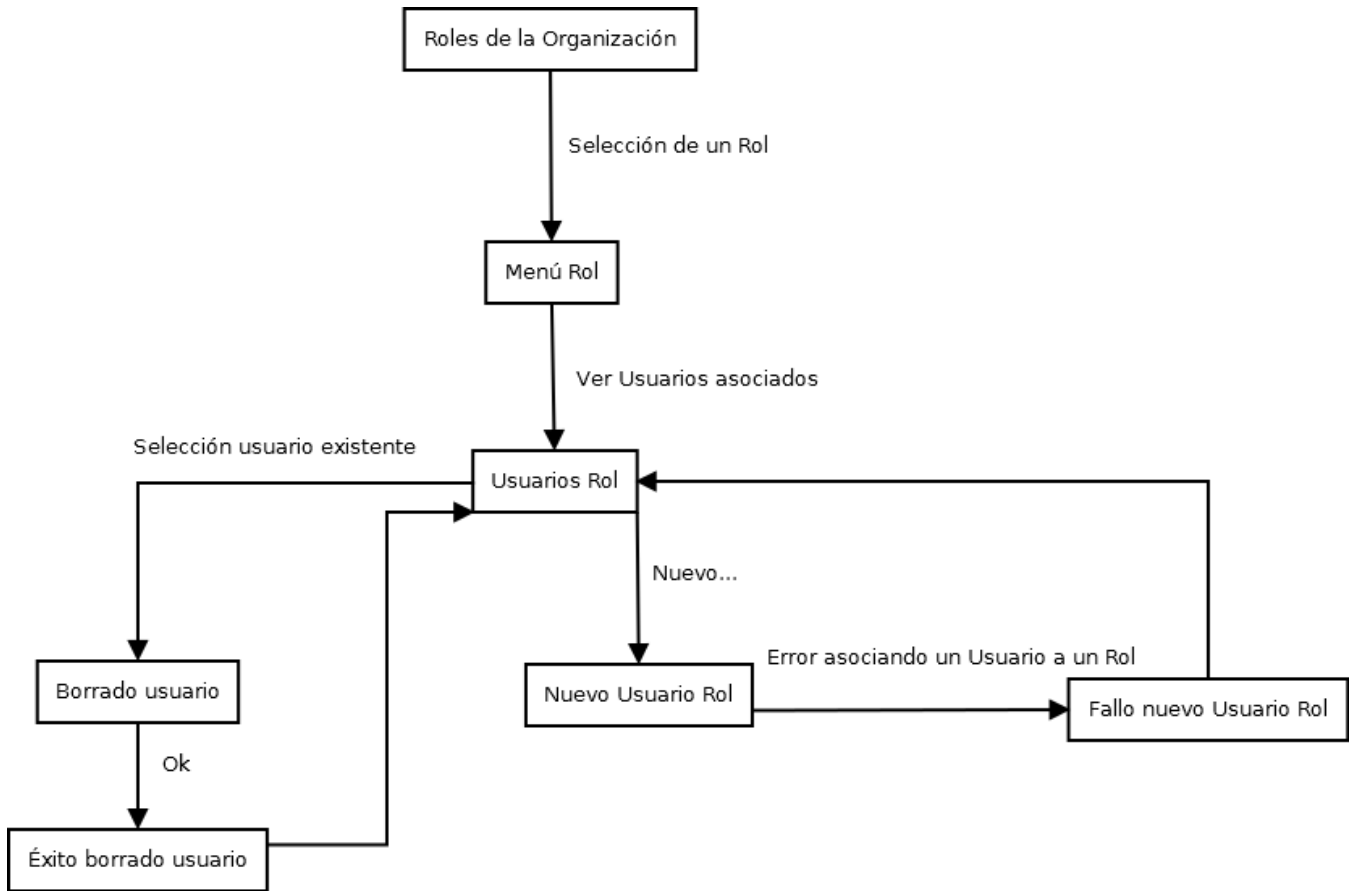 Roles de la Organización
Selección de un Rol
Menú Rol
Ver Usuarios asociados
Selección usuario existente
Usuarios Rol
Nuevo...
Error asociando un Usuario a un Rol
Borrado usuario
Nuevo Usuario Rol
Fallo nuevo Usuario Rol
Ok
Éxito borrado usuario